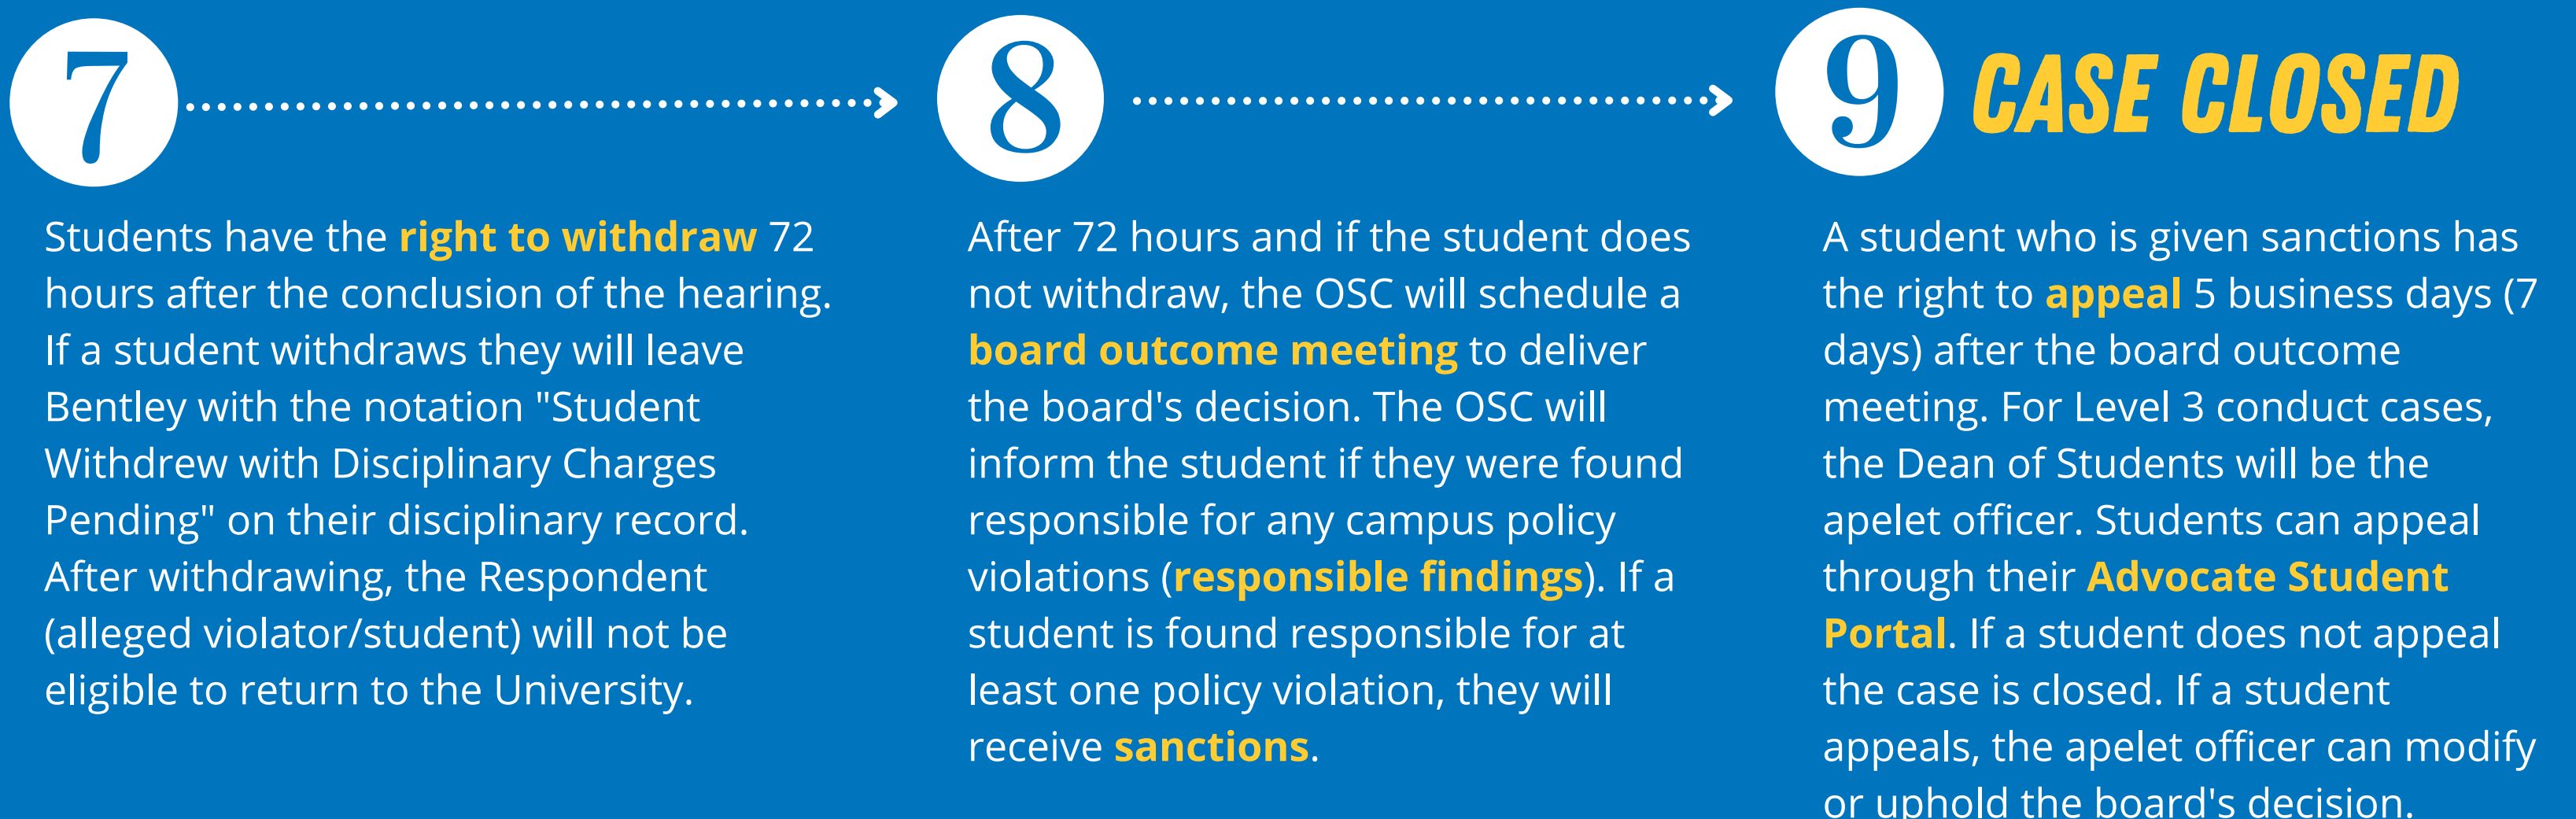 7
Students have the right to withdraw 72
hours after the conclusion of the hearing.
If a student withdraws they will leave
Bentley with the notation "Student
Withdrew with Disciplinary Charges
Pending" on their disciplinary record.
After withdrawing, the Respondent
(alleged violator/student) will not be
eligible to return to the University.
8
After 72 hours and if the student does
not withdraw, the OSC will schedule a
board outcome meeting to deliver
the board's decision. The OSC will
inform the student if they were found
responsible for any campus policy
violations (responsible findings). If a
student is found responsible for at
least one policy violation, they will
receive sanctions.
9 CASE CLOSED
A student who is given sanctions has
the right to appeal 5 business days (7
days) after the board outcome
meeting. For Level 3 conduct cases,
the Dean of Students will be the
apelet officer. Students can appeal
through their Advocate Student
Portal. If a student does not appeal
the case is closed. If a student
appeals, the apelet officer can modify
or uphold the board's decision.